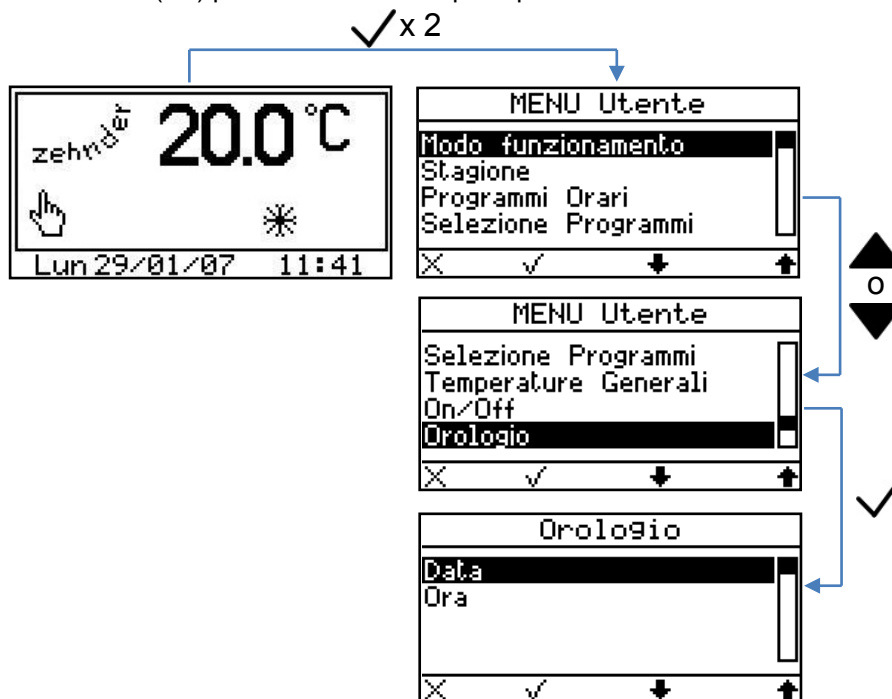 x 2
zehnder
20.0 °C
Lun 29/01/07 11:41
MENU Utente
Modo funzionamento
Stagione
Programmi Orari
Selezione Programmi
o
MENU Utente
Selezione Programmi
Temperature Generali
On/Off
Orologio
Orologio
Data
Ora